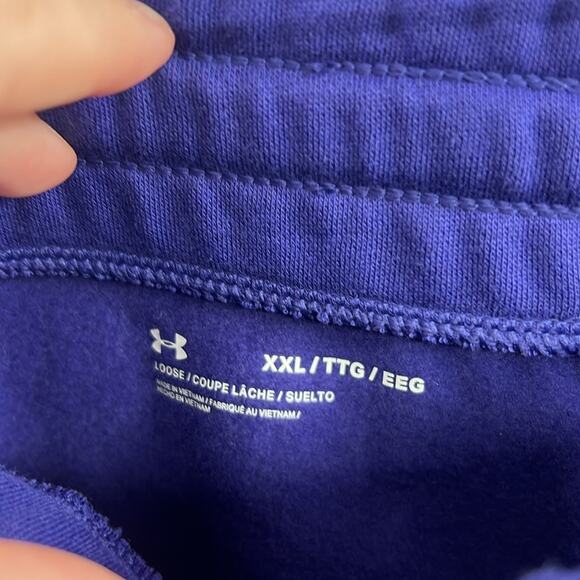 XXL / TTG / EEG
LOOSE / COUPE LÂCHE / SUELTO
MADE IN VIETNAM / FABRIQUÉ AU VIETNAM /
HECHO EN VIETNAM